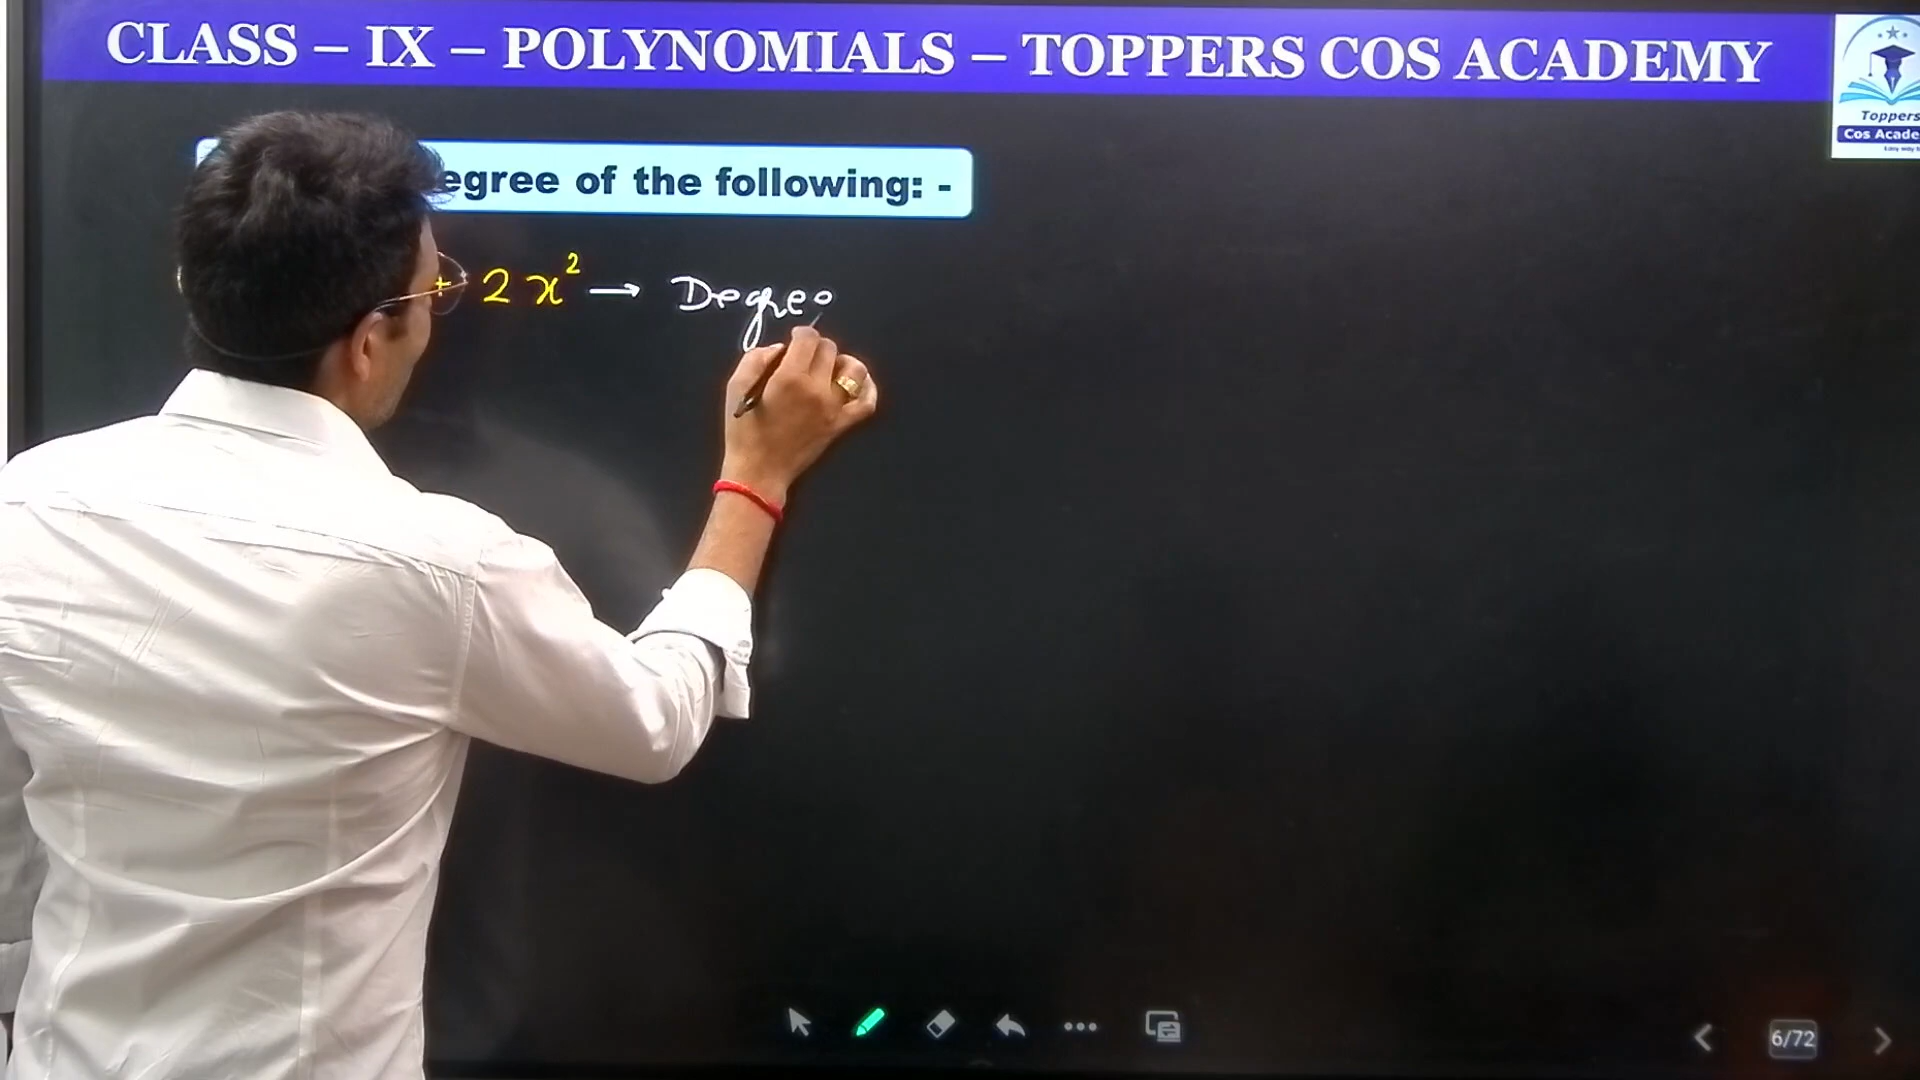 CLASS – IX – POLYNOMIALS – TOPPERS COS ACADEMY
Toppers
Cos Acade
egree of the following: -
+ 2x² → Degree
6/72